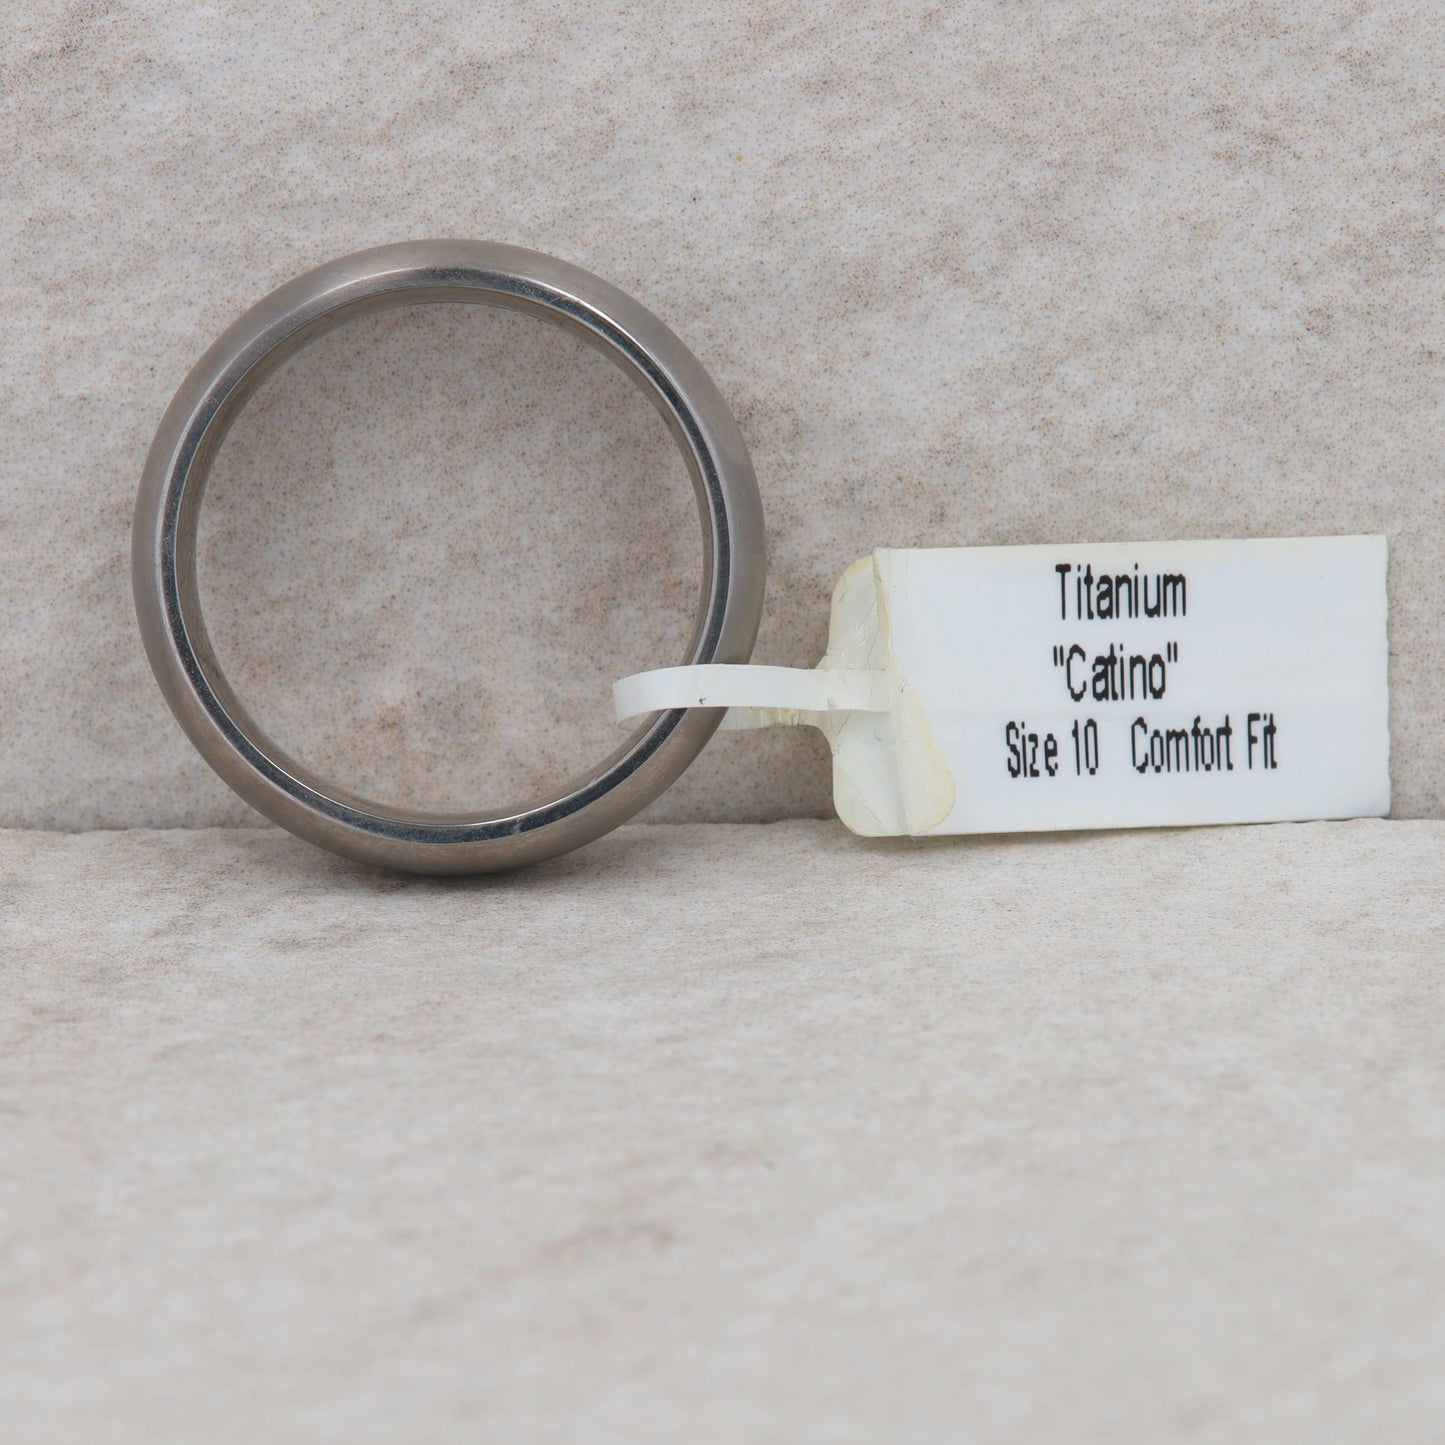 Titanium
"Catino"
Size 10 Comfort Fit